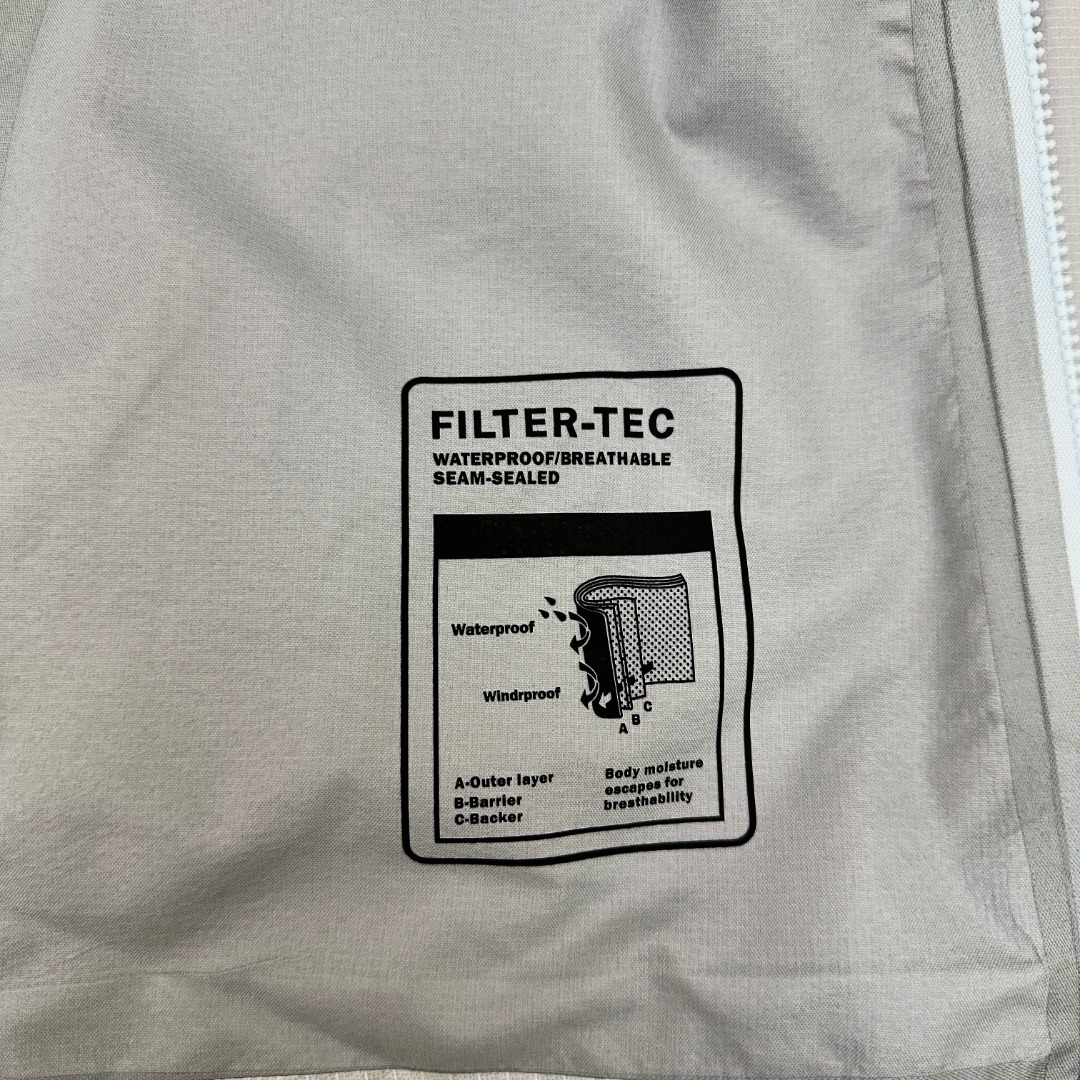 FILTER-TEC
WATERPROOF/BREATHABLE
SEAM-SEALED
Waterproof
Windrproof
A
B
C
A-Outer layer
B-Barrier
C-Backer
Body moisture
escapes for
breathability